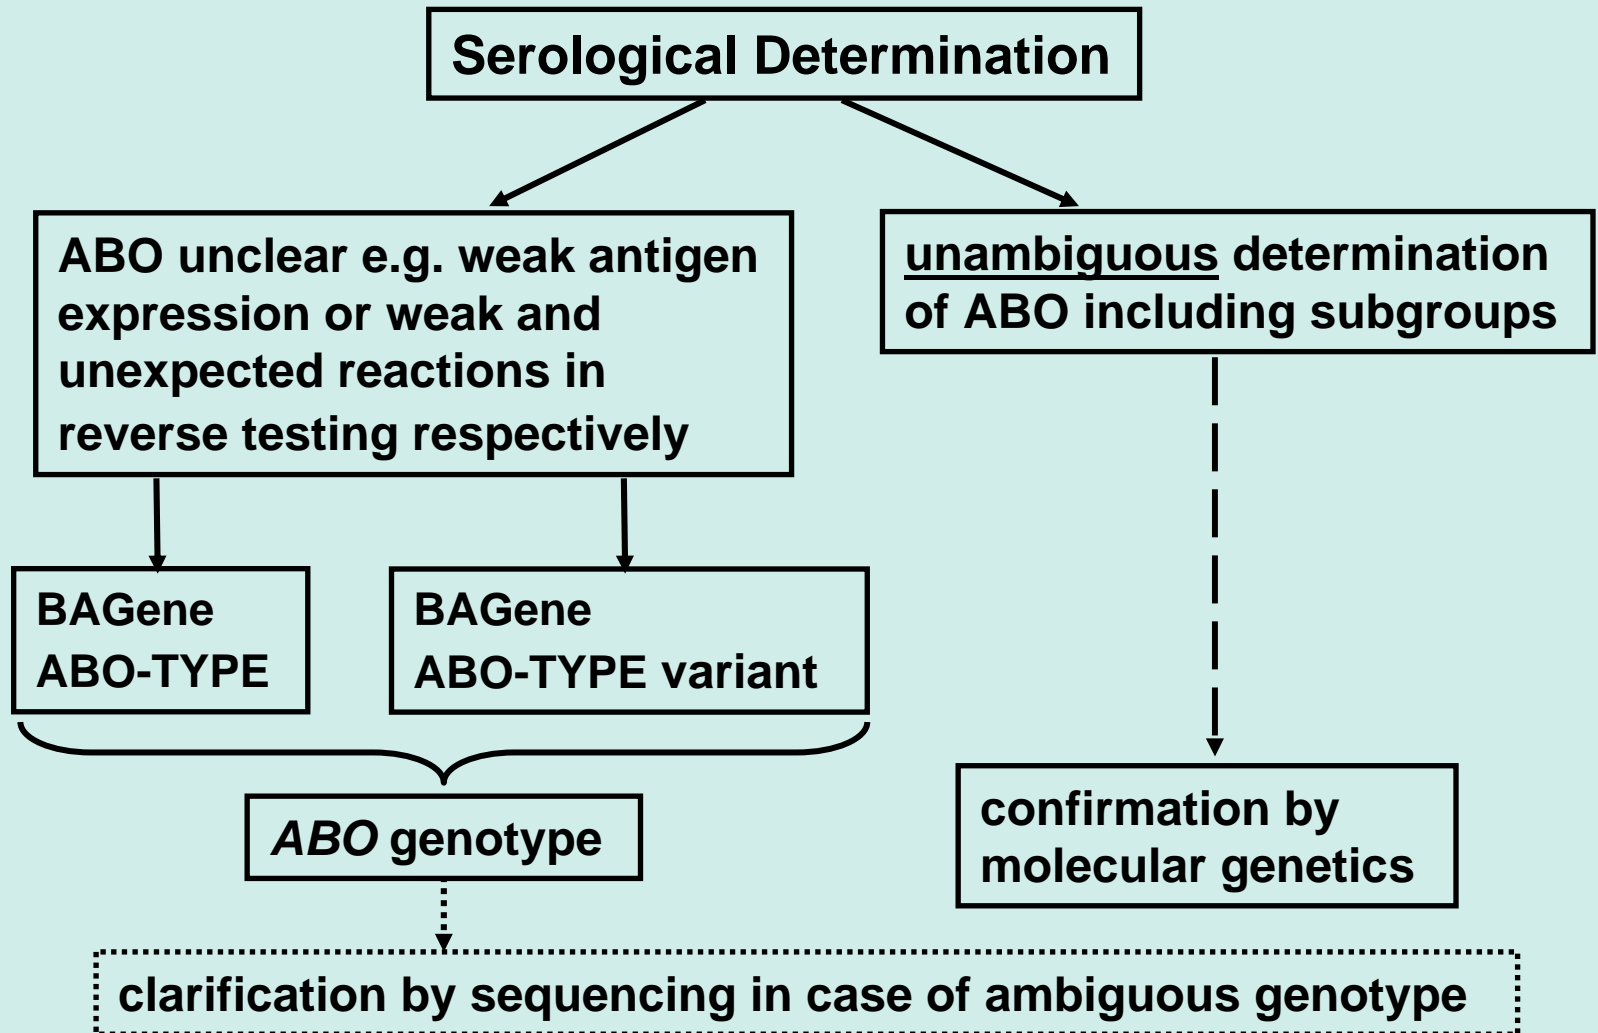 Serological Determination
ABO unclear e.g. weak antigen
expression or weak and
unexpected reactions in
reverse testing respectively
unambiguous determination
of ABO including subgroups
BAGene
ABO-TYPE
BAGene
ABO-TYPE variant
ABO genotype
confirmation by
molecular genetics
clarification by sequencing in case of ambiguous genotype